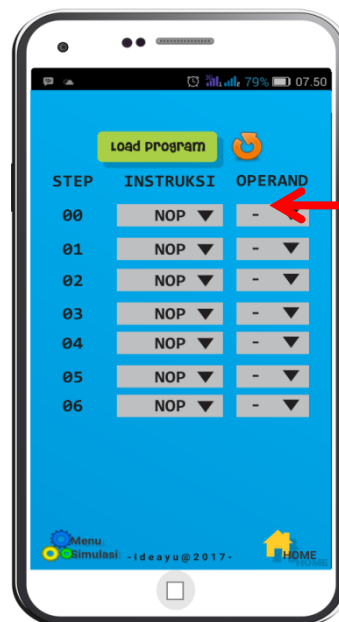 79% 07.50
Load Program
STEP INSTRUKSI OPERAND
00 NOP -
01 NOP -
02 NOP -
03 NOP -
04 NOP -
05 NOP -
06 NOP -
Menu
Simulasi -Ideayu@2017- HOME